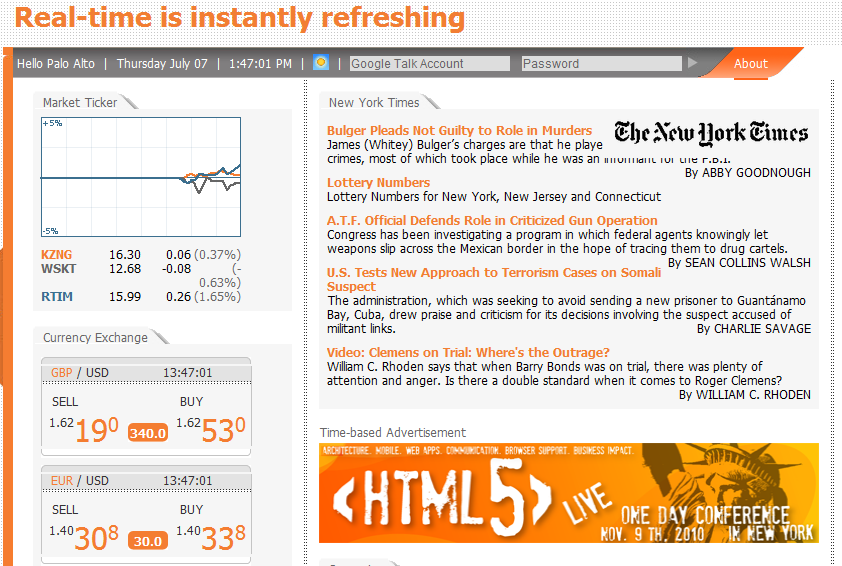 Real-time is instantly refreshing
Hello Palo Alto | Thursday July 07 | 1:47:01 PM | | Google Talk Account Password About
Market Ticker
+5%
-5%
KZNG 16.30 0.06 (0.37%)
WSKT 12.68 -0.08 (-
0.63%)
RTIM 15.99 0.26 (1.65%)
Currency Exchange
GBP / USD 13:47:01
SELL BUY
1.62 19 0 340.0 1.62 53 0
EUR / USD 13:47:01
SELL BUY
1.40 30 8 30.0 1.40 33 8
New York Times
The New York Times
Bulger Pleads Not Guilty to Role in Murders
James (Whitey) Bulger's charges are that he playe
crimes, most of which took place while he was an informant for the F.B.I.
By ABBY GOODNOUGH
Lottery Numbers
Lottery Numbers for New York, New Jersey and Connecticut
A.T.F. Official Defends Role in Criticized Gun Operation
Congress has been investigating a program in which federal agents knowingly let
weapons slip across the Mexican border in the hope of tracing them to drug cartels.
By SEAN COLLINS WALSH
U.S. Tests New Approach to Terrorism Cases on Somali
Suspect
The administration, which was seeking to avoid sending a new prisoner to Guantánamo
Bay, Cuba, drew praise and criticism for its decisions involving the suspect accused of
militant links. By CHARLIE SAVAGE
Video: Clemens on Trial: Where's the Outrage?
William C. Rhoden says that when Barry Bonds was on trial, there was plenty of
attention and anger. Is there a double standard when it comes to Roger Clemens?
By WILLIAM C. RHODEN
Time-based Advertisement
ARCHITECTURE. MOBILE. WEB APPS. COMMUNICATION. BROWSER SUPPORT. BUSINESS IMPACT.
<HTML5> LIVE
ONE DAY CONFERENCE
NOV. 9 TH, 2010 IN NEW YORK